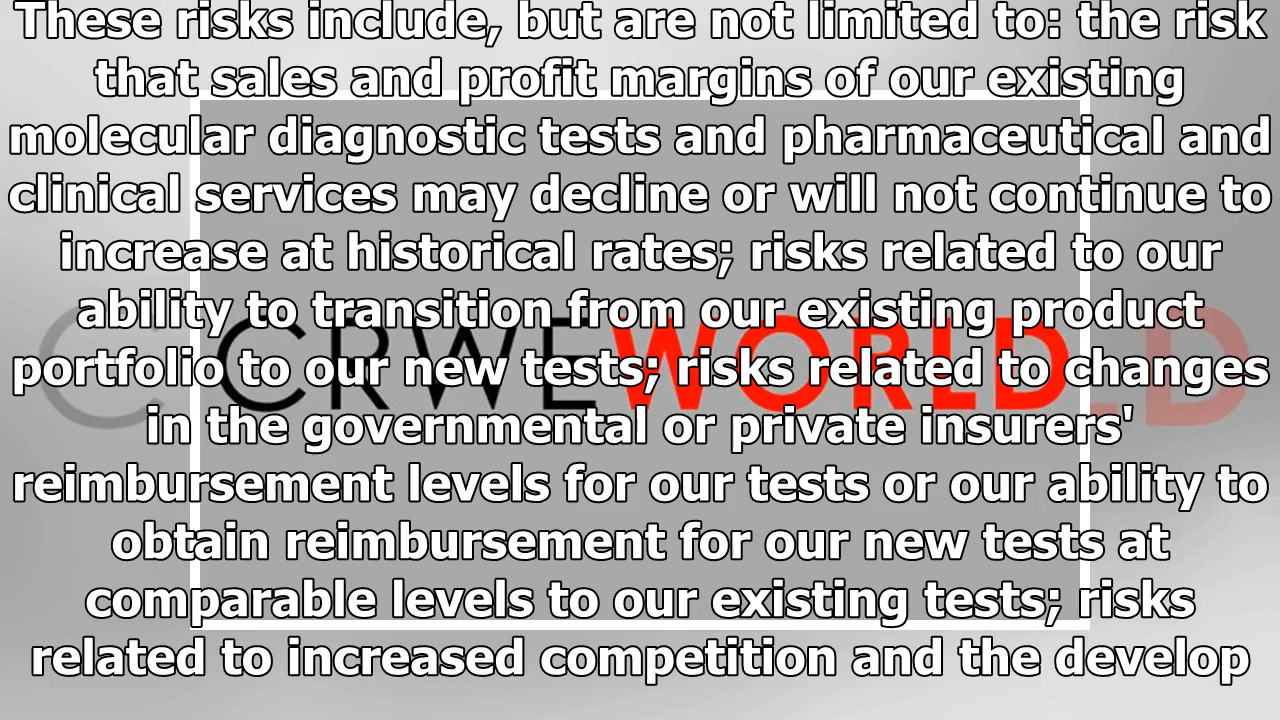 These risks include, but are not limited to: the risk
that sales and profit margins of our existing
molecular diagnostic tests and pharmaceutical and
clinical services may decline or will not continue to
increase at historical rates; risks related to our
ability to transition from our existing product
CRWEWORLD
portfolio to our new tests; risks related to changes
in the governmental or private insurers'
reimbursement levels for our tests or our ability to
obtain reimbursement for our new tests at
comparable levels to our existing tests; risks
related to increased competition and the develop